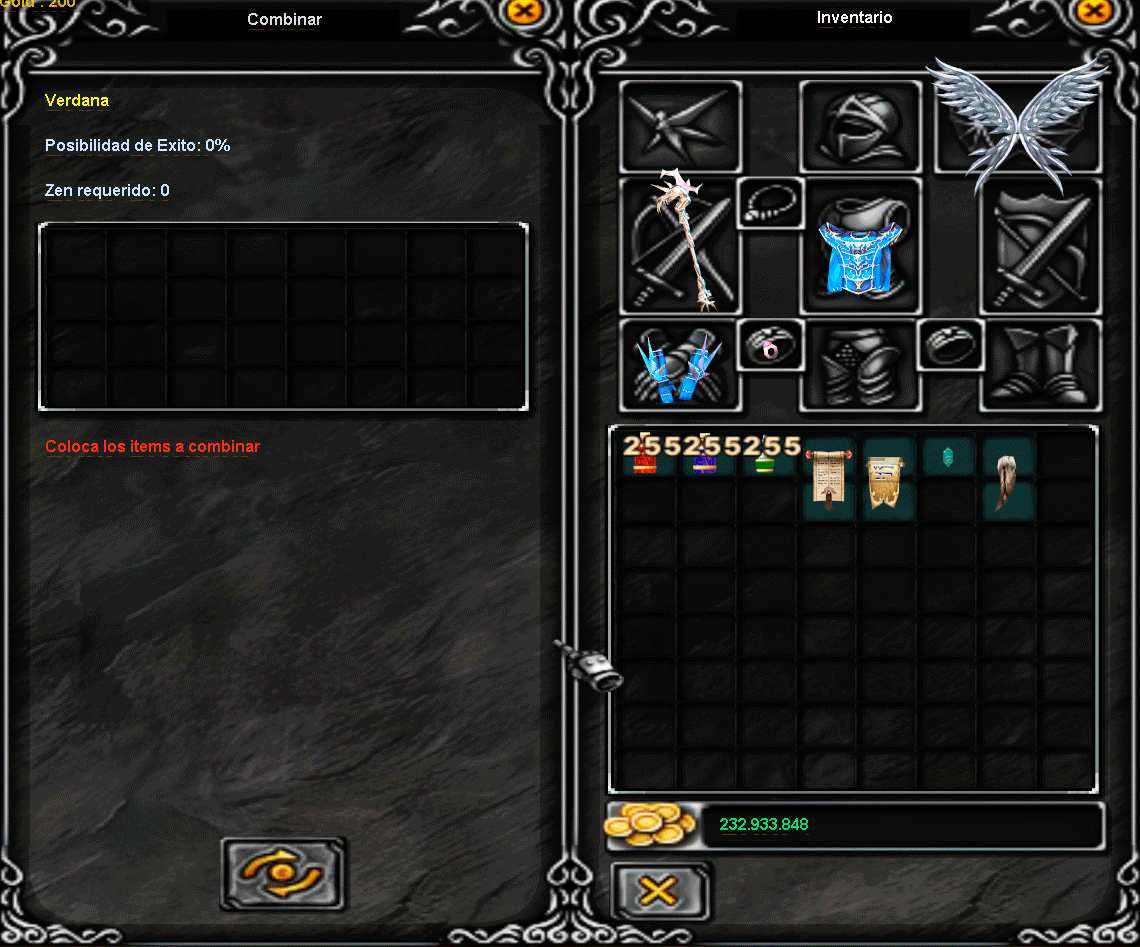 Gold : 200
Combinar
Inventario
Verdana
Posibilidad de Exito: 0%
Zen requerido: 0
Coloca los items a combinar
255 255 255
232.933.848